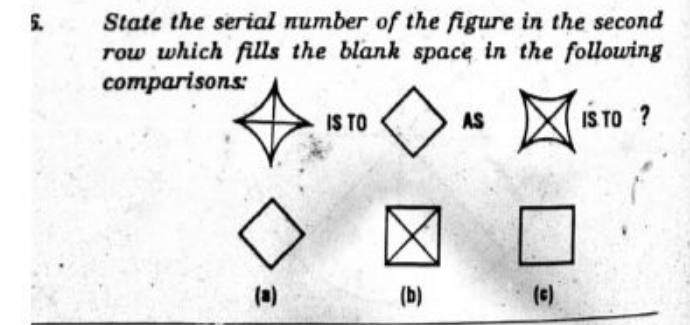 5. State the serial number of the figure in the second
row which fills the blank space in the following
comparisons:
IS TO AS IS TO ?
(a) (b) (c)